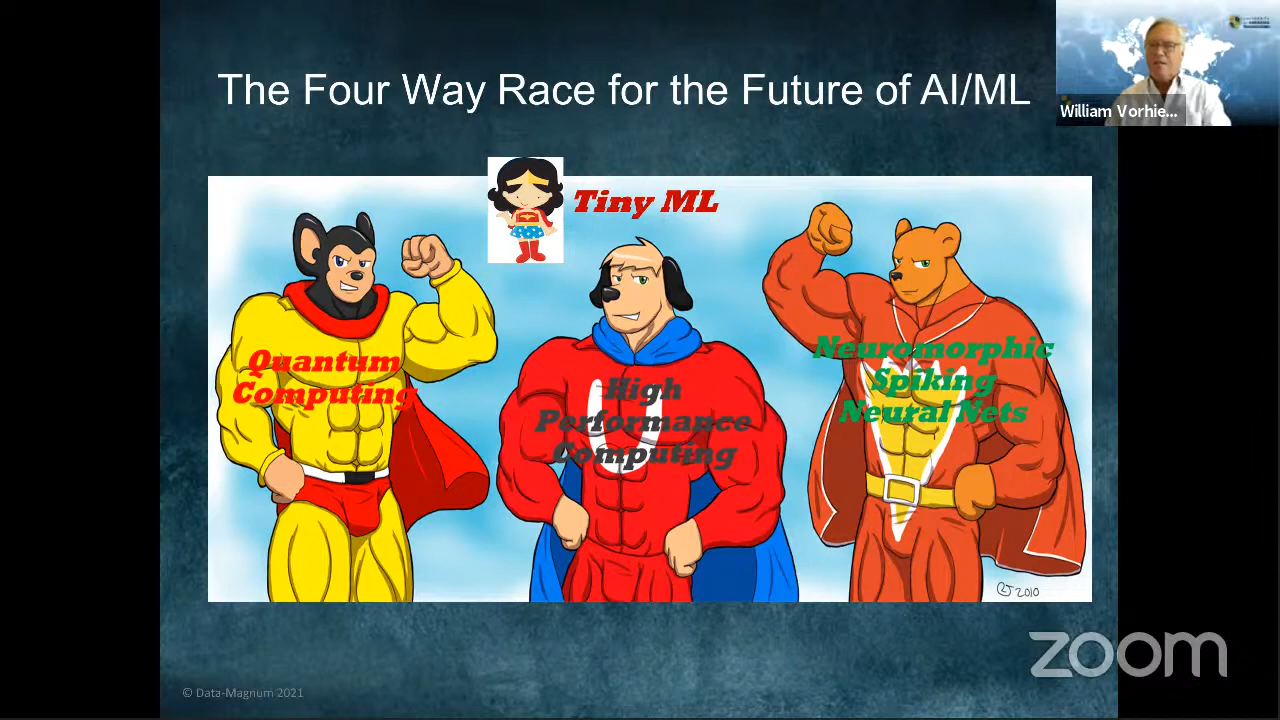 The Four Way Race for the Future of AI/ML
William Vorhie...
Tiny ML
Quantum
Computing
High
Performance
Computing
Neuromorphic
Spiking
Neural Nets
2010
zoom
© Data-Magnum 2021